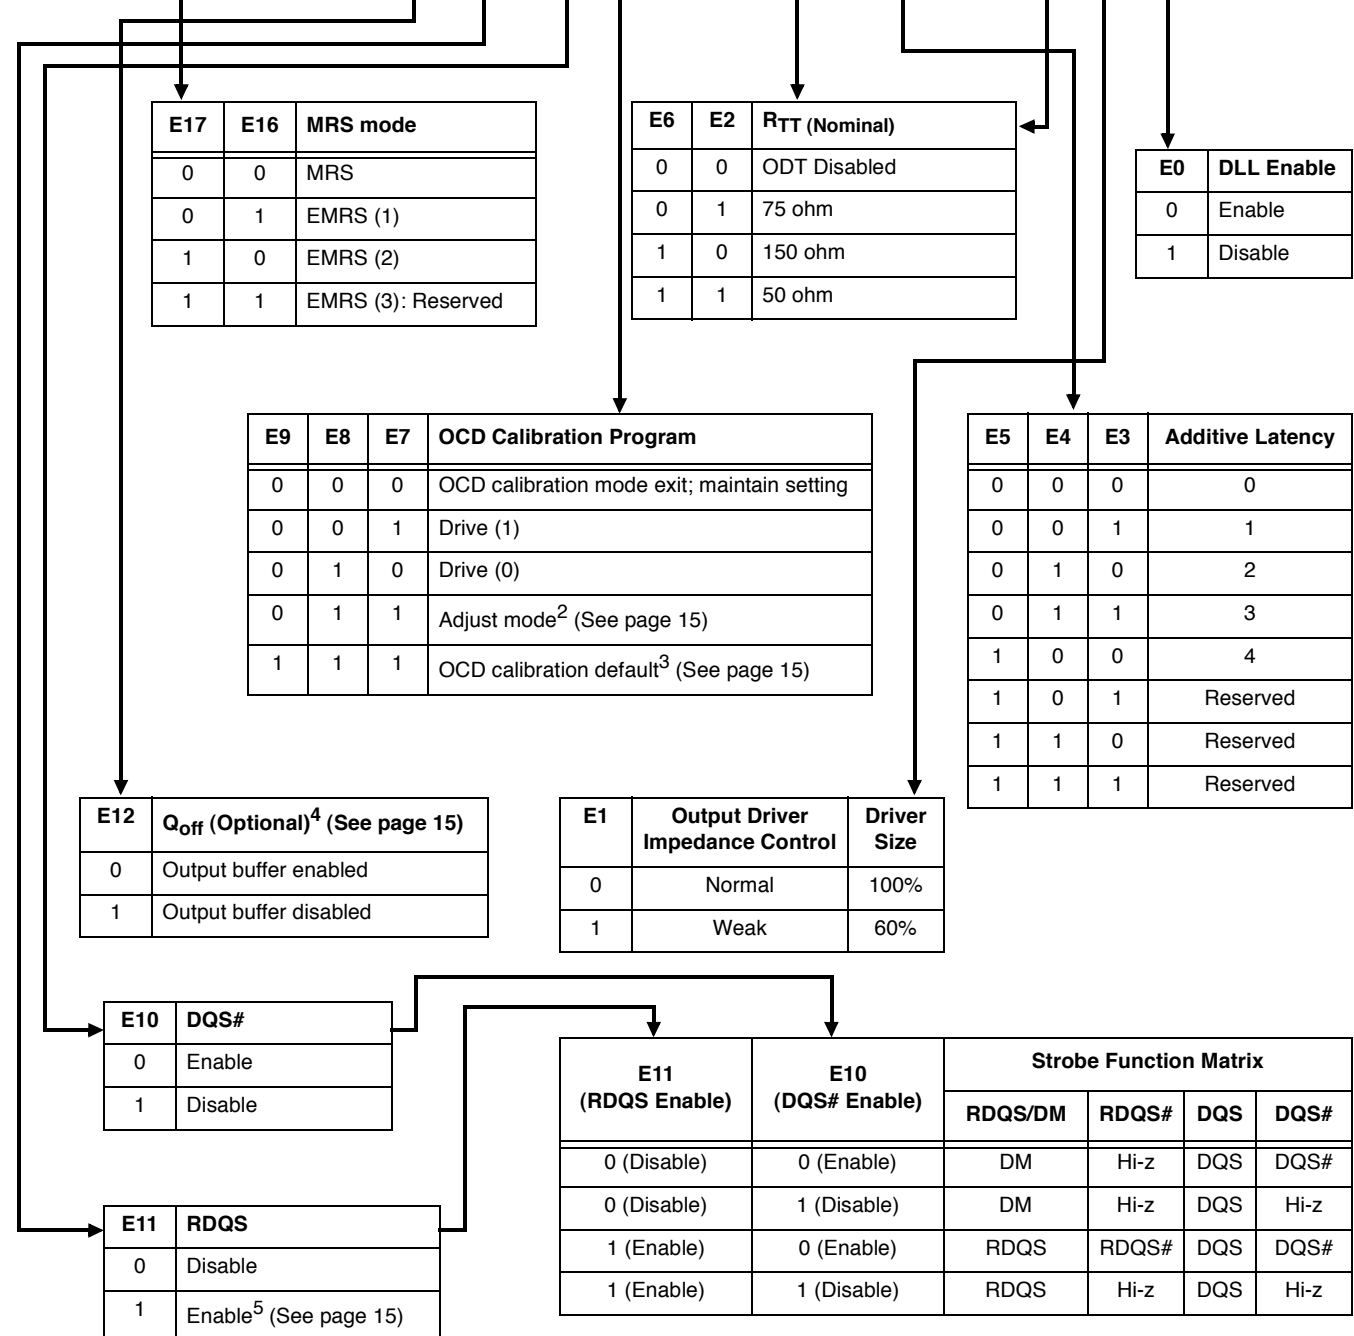 E17 E16 MRS mode
0 0 MRS
0 1 EMRS (1)
1 0 EMRS (2)
1 1 EMRS (3): Reserved
E6 E2 RTT (Nominal)
0 0 ODT Disabled
0 1 75 ohm
1 0 150 ohm
1 1 50 ohm
E0 DLL Enable
0 Enable
1 Disable
E9 E8 E7 OCD Calibration Program
0 0 0 OCD calibration mode exit; maintain setting
0 0 1 Drive (1)
0 1 0 Drive (0)
0 1 1 Adjust mode2 (See page 15)
1 1 1 OCD calibration default3 (See page 15)
E5 E4 E3 Additive Latency
0 0 0 0
0 0 1 1
0 1 0 2
0 1 1 3
1 0 0 4
1 0 1 Reserved
1 1 0 Reserved
1 1 1 Reserved
E12 Qoff (Optional)4 (See page 15)
0 Output buffer enabled
1 Output buffer disabled
E1 Output Driver Driver
Impedance Control Size
0 Normal 100%
1 Weak 60%
E10 DQS#
0 Enable
1 Disable
E11 RDQS
0 Disable
1 Enable5 (See page 15)
E11 E10 Strobe Function Matrix
(RDQS Enable) (DQS# Enable) RDQS/DM RDQS# DQS DQS#
0 (Disable) 0 (Enable) DM Hi-z DQS DQS#
0 (Disable) 1 (Disable) DM Hi-z DQS Hi-z
1 (Enable) 0 (Enable) RDQS RDQS# DQS DQS#
1 (Enable) 1 (Disable) RDQS Hi-z DQS Hi-z